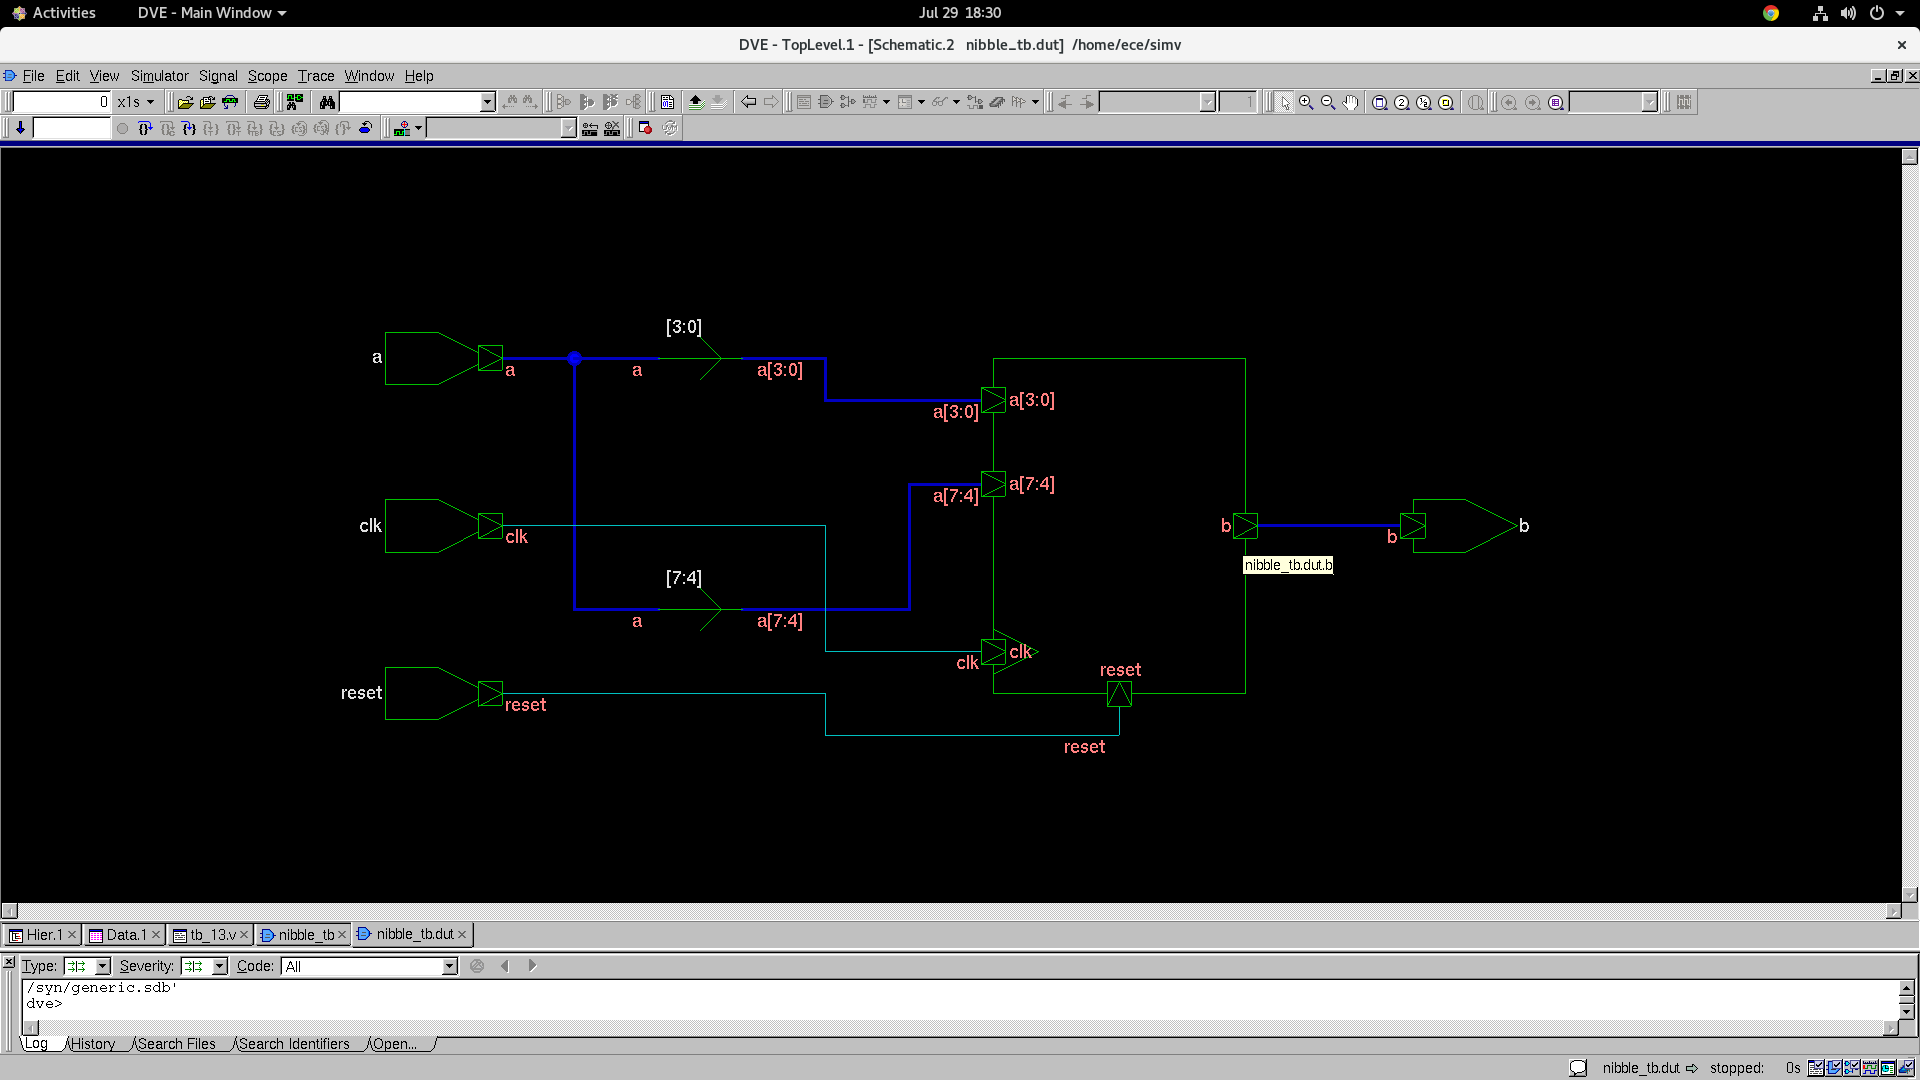 Activities DVE - Main Window Jul 29 18:30
DVE - TopLevel.1 - [Schematic.2 nibble_tb.dut] /home/ece/simv
File Edit View Simulator Signal Scope Trace Window Help
0 x1s 1
[3:0]
a a a a[3:0]
a[3:0] a[3:0]
a[7:4] a[7:4]
clk clk b b b
nibble_tb.dut.b
[7:4]
a a[7:4]
clk clk
reset
reset reset
reset
Hier.1 Data.1 tb_13.v nibble_tb nibble_tb.dut
Type: Severity: Code: All
/syn/generic.sdb'
dve>
Log History Search Files Search Identifiers Open...
nibble_tb.dut stopped: 0s